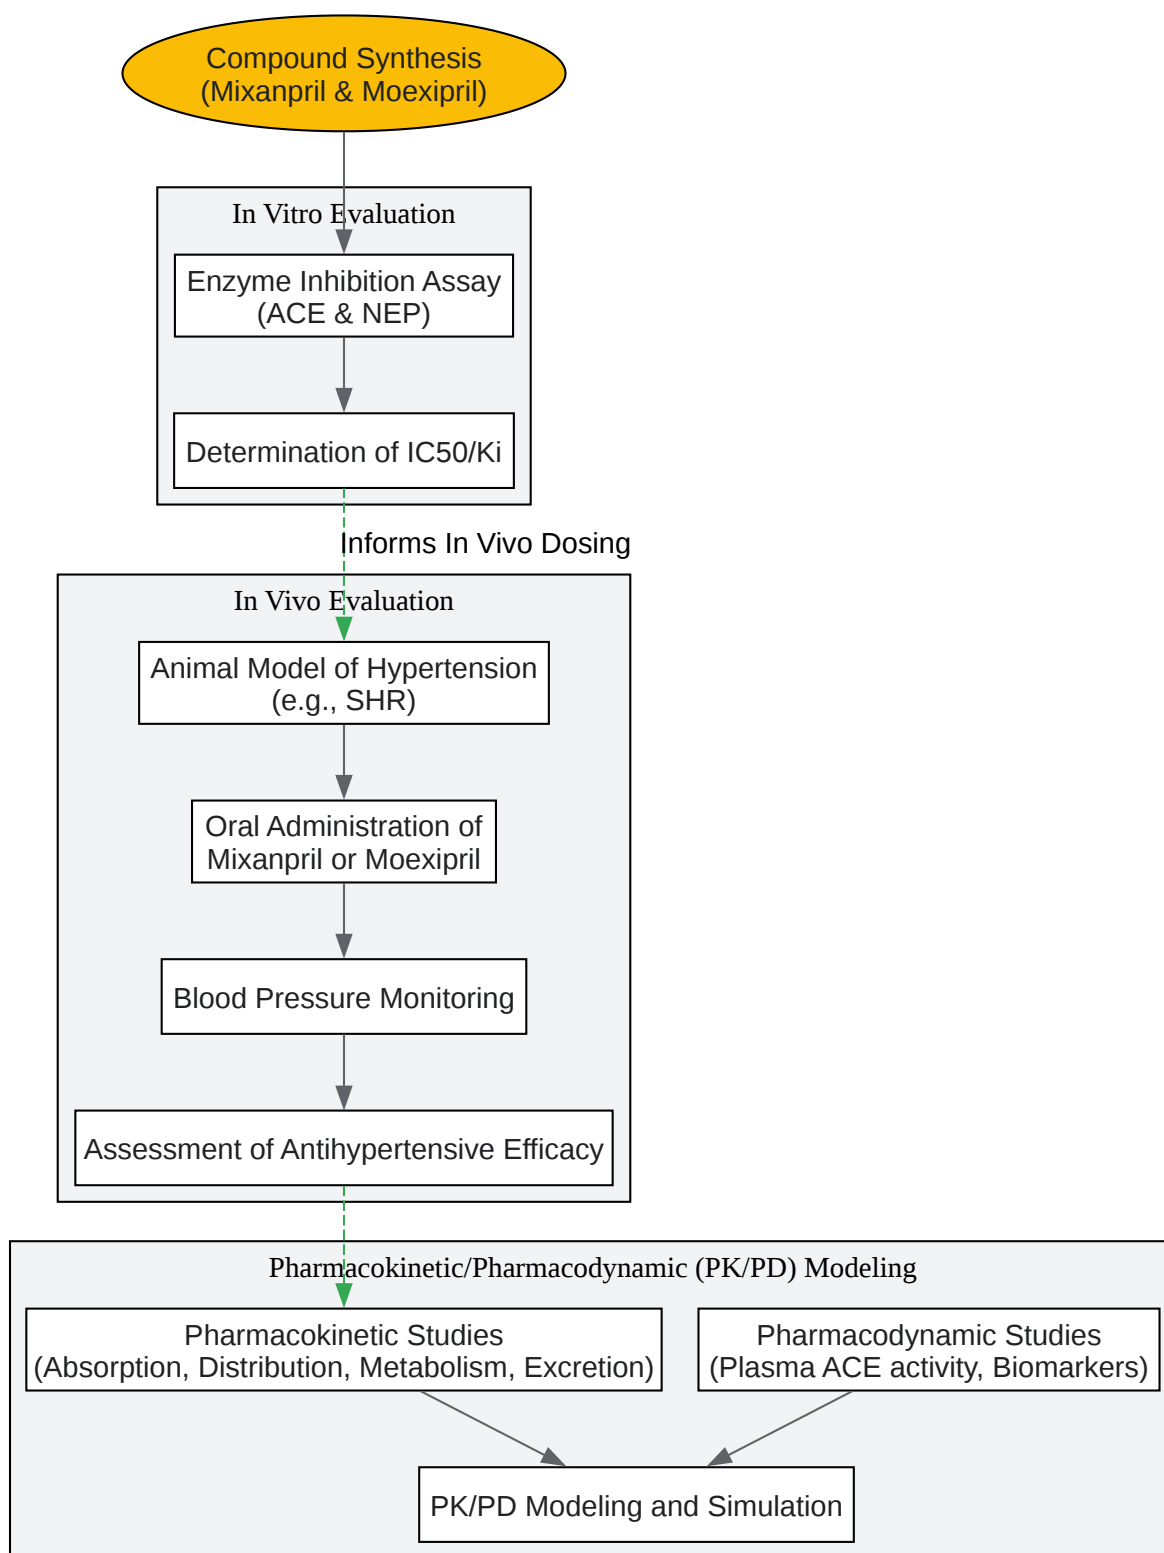 Compound Synthesis
(Mixanpril & Moexipril)
In Vitro Evaluation
Enzyme Inhibition Assay
(ACE & NEP)
Determination of IC50/Ki
Informs In Vivo Dosing
In Vivo Evaluation
Animal Model of Hypertension
(e.g., SHR)
Oral Administration of
Mixanpril or Moexipril
Blood Pressure Monitoring
Assessment of Antihypertensive Efficacy
Pharmacokinetic/Pharmacodynamic (PK/PD) Modeling
Pharmacokinetic Studies
(Absorption, Distribution, Metabolism, Excretion)
Pharmacodynamic Studies
(Plasma ACE activity, Biomarkers)
PK/PD Modeling and Simulation